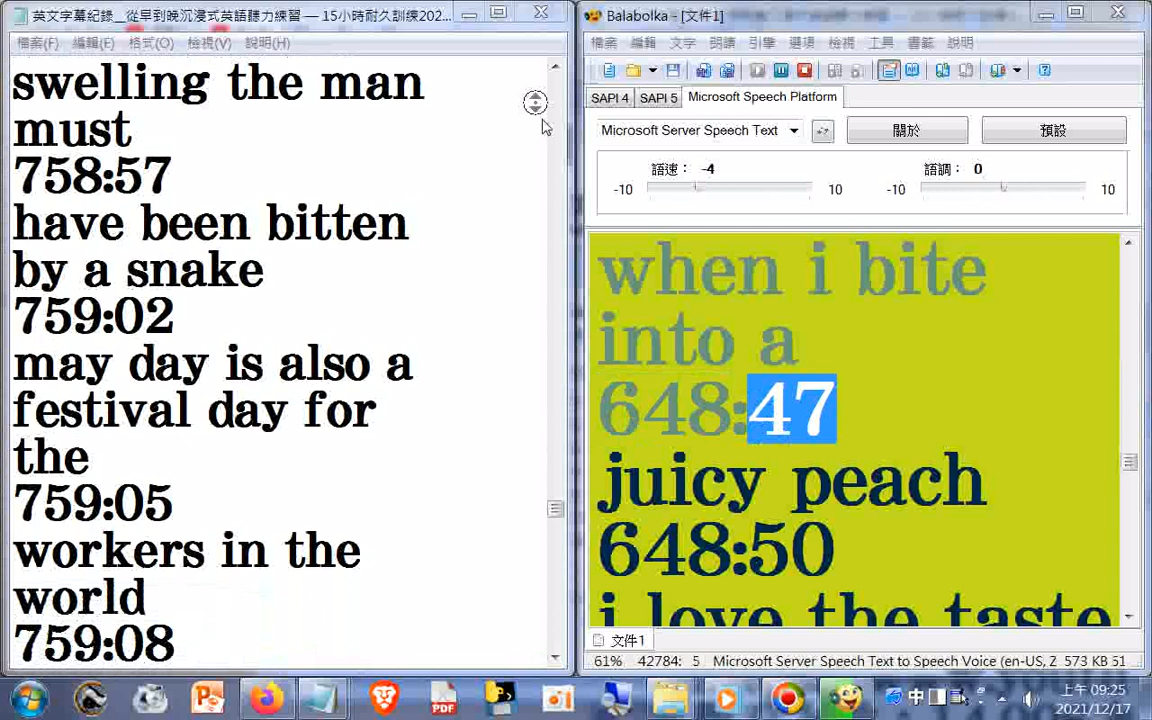 英文字幕紀錄__從早到晚沉浸式英語聽力練習 — 15小時耐久訓練202...
檔案(F) 編輯(E) 格式(O) 檢視(V) 說明(H)
swelling the man
must
758:57
have been bitten
by a snake
759:02
may day is also a
festival day for
the
759:05
workers in the
world
759:08
Balabolka - [文件1]
檔案 編輯 文字 朗讀 引擎 選項 檢視 工具 書籤 說明
SAPI 4 SAPI 5 Microsoft Speech Platform
Microsoft Server Speech Text 關於 預設
語速： -4 語調： 0
-10 10 -10 10
when i bite
into a
648:47
juicy peach
648:50
i love the taste
文件1
61% 42784: 5 Microsoft Server Speech Text to Speech Voice (en-US, 2 573 KB 51
PDF
中
上午 09:25
2021/12/17